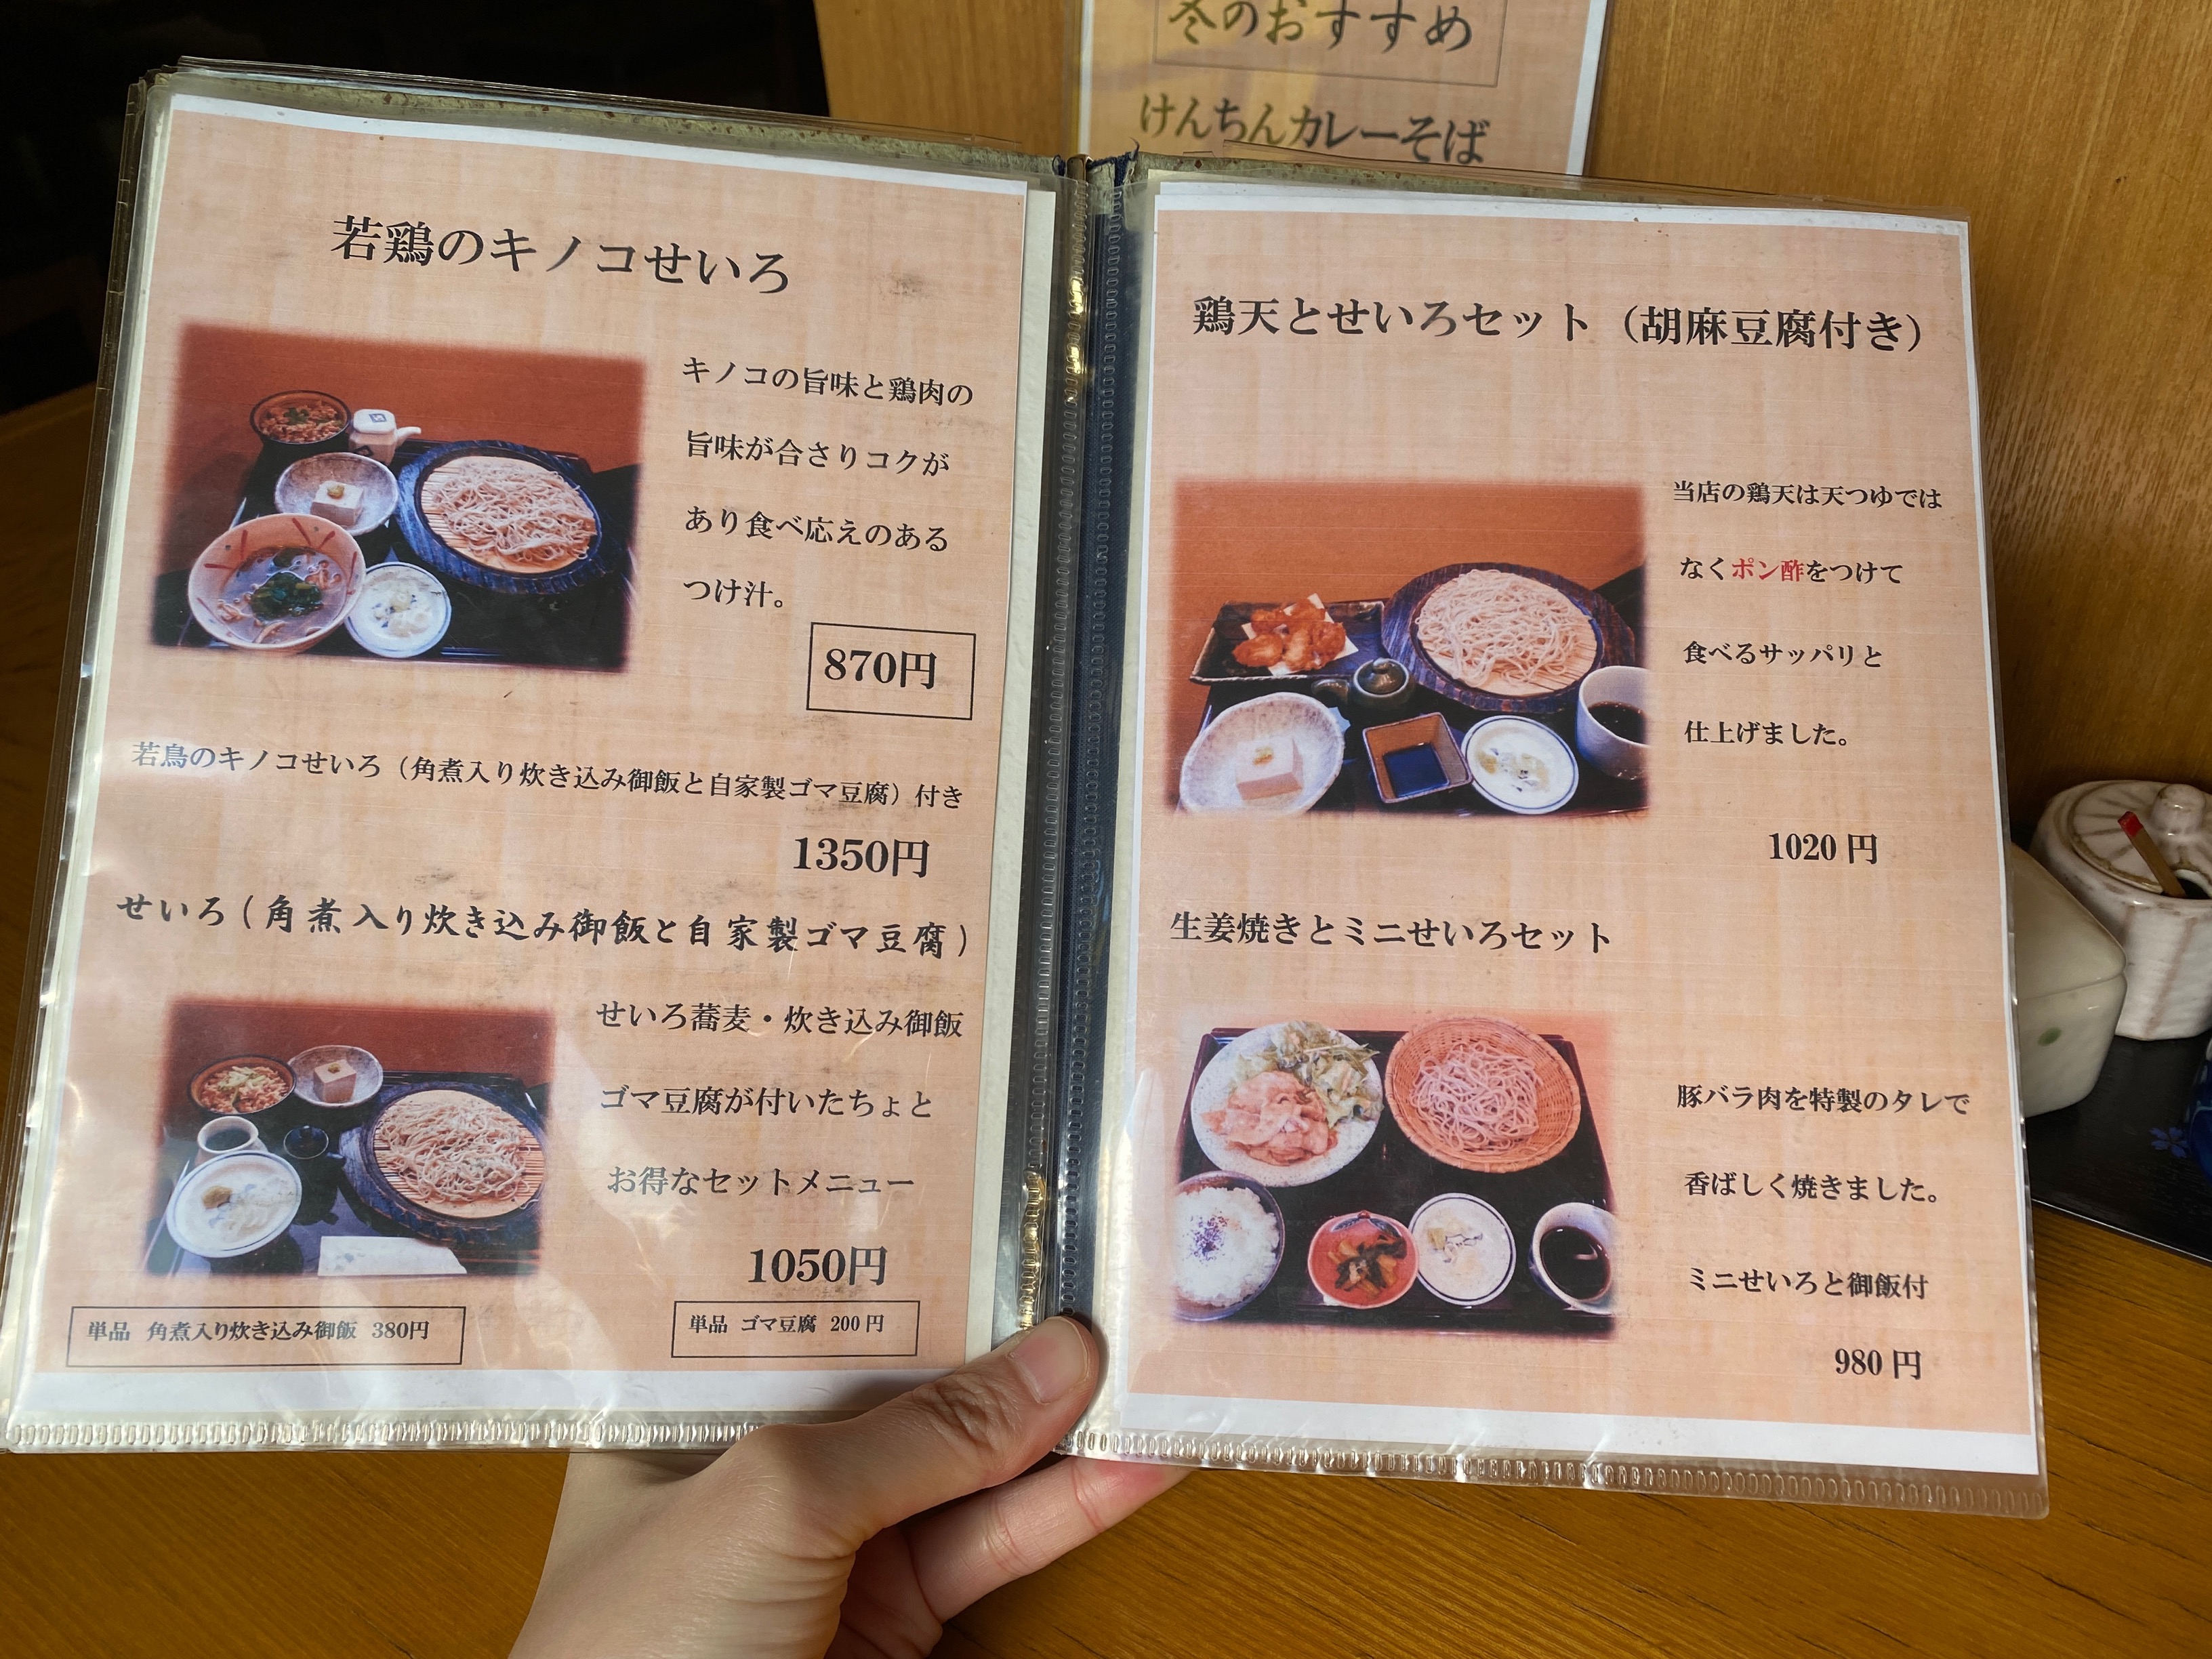 冬のおすすめ
けんちんカレーそば
若鶏のキノコせいろ
キノコの旨味と鶏肉の
旨味が合さりコクが
あり食べ応えのある
つけ汁。
870円
若鳥のキノコせいろ（角煮入り炊き込み御飯と自家製ゴマ豆腐）付き
1350円
せいろ（角煮入り炊き込み御飯と自家製ゴマ豆腐）
せいろ蕎麦・炊き込み御飯
ゴマ豆腐が付いたちょと
お得なセットメニュー
1050円
単品 角煮入り炊き込み御飯 380円
単品 ゴマ豆腐 200円
鶏天とせいろセット（胡麻豆腐付き）
当店の鶏天は天つゆでは
なくポン酢をつけて
食べるサッパリと
仕上げました。
1020円
生姜焼きとミニせいろセット
豚バラ肉を特製のタレで
香ばしく焼きました。
ミニせいろと御飯付
980円